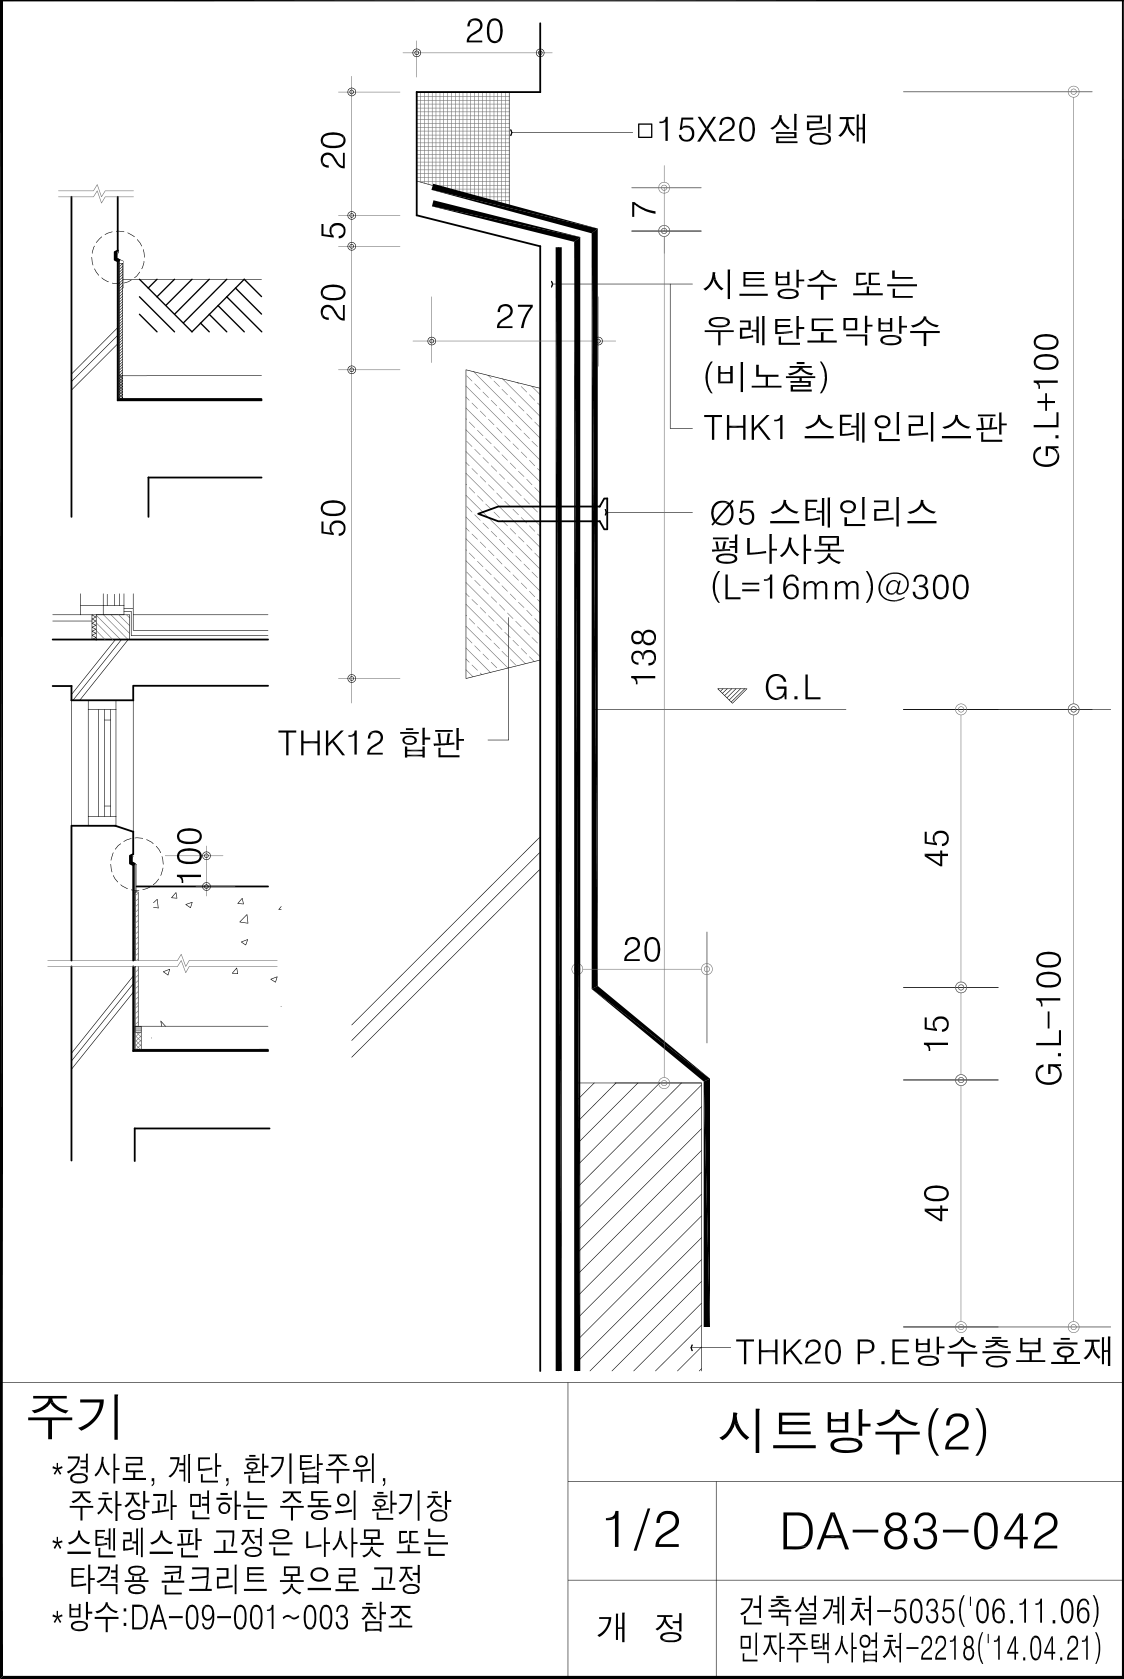 20
20
5
20
50
□15X20 실링재
7
27
시트방수 또는
우레탄도막방수
(비노출)
THK1 스테인리스판
Ø5 스테인리스
평나사못
(L=16mm)@300
138
G.L
G.L+100
THK12 합판
100
45
20
15
G.L-100
40
THK20 P.E방수층보호재
주기
*경사로, 계단, 환기탑주위,
주차장과 면하는 주동의 환기창
*스텐레스판 고정은 나사못 또는
타격용 콘크리트 못으로 고정
*방수:DA-09-001~003 참조
시트방수(2)
1/2
DA-83-042
개 정
건축설계처-5035('06.11.06)
민자주택사업처-2218('14.04.21)